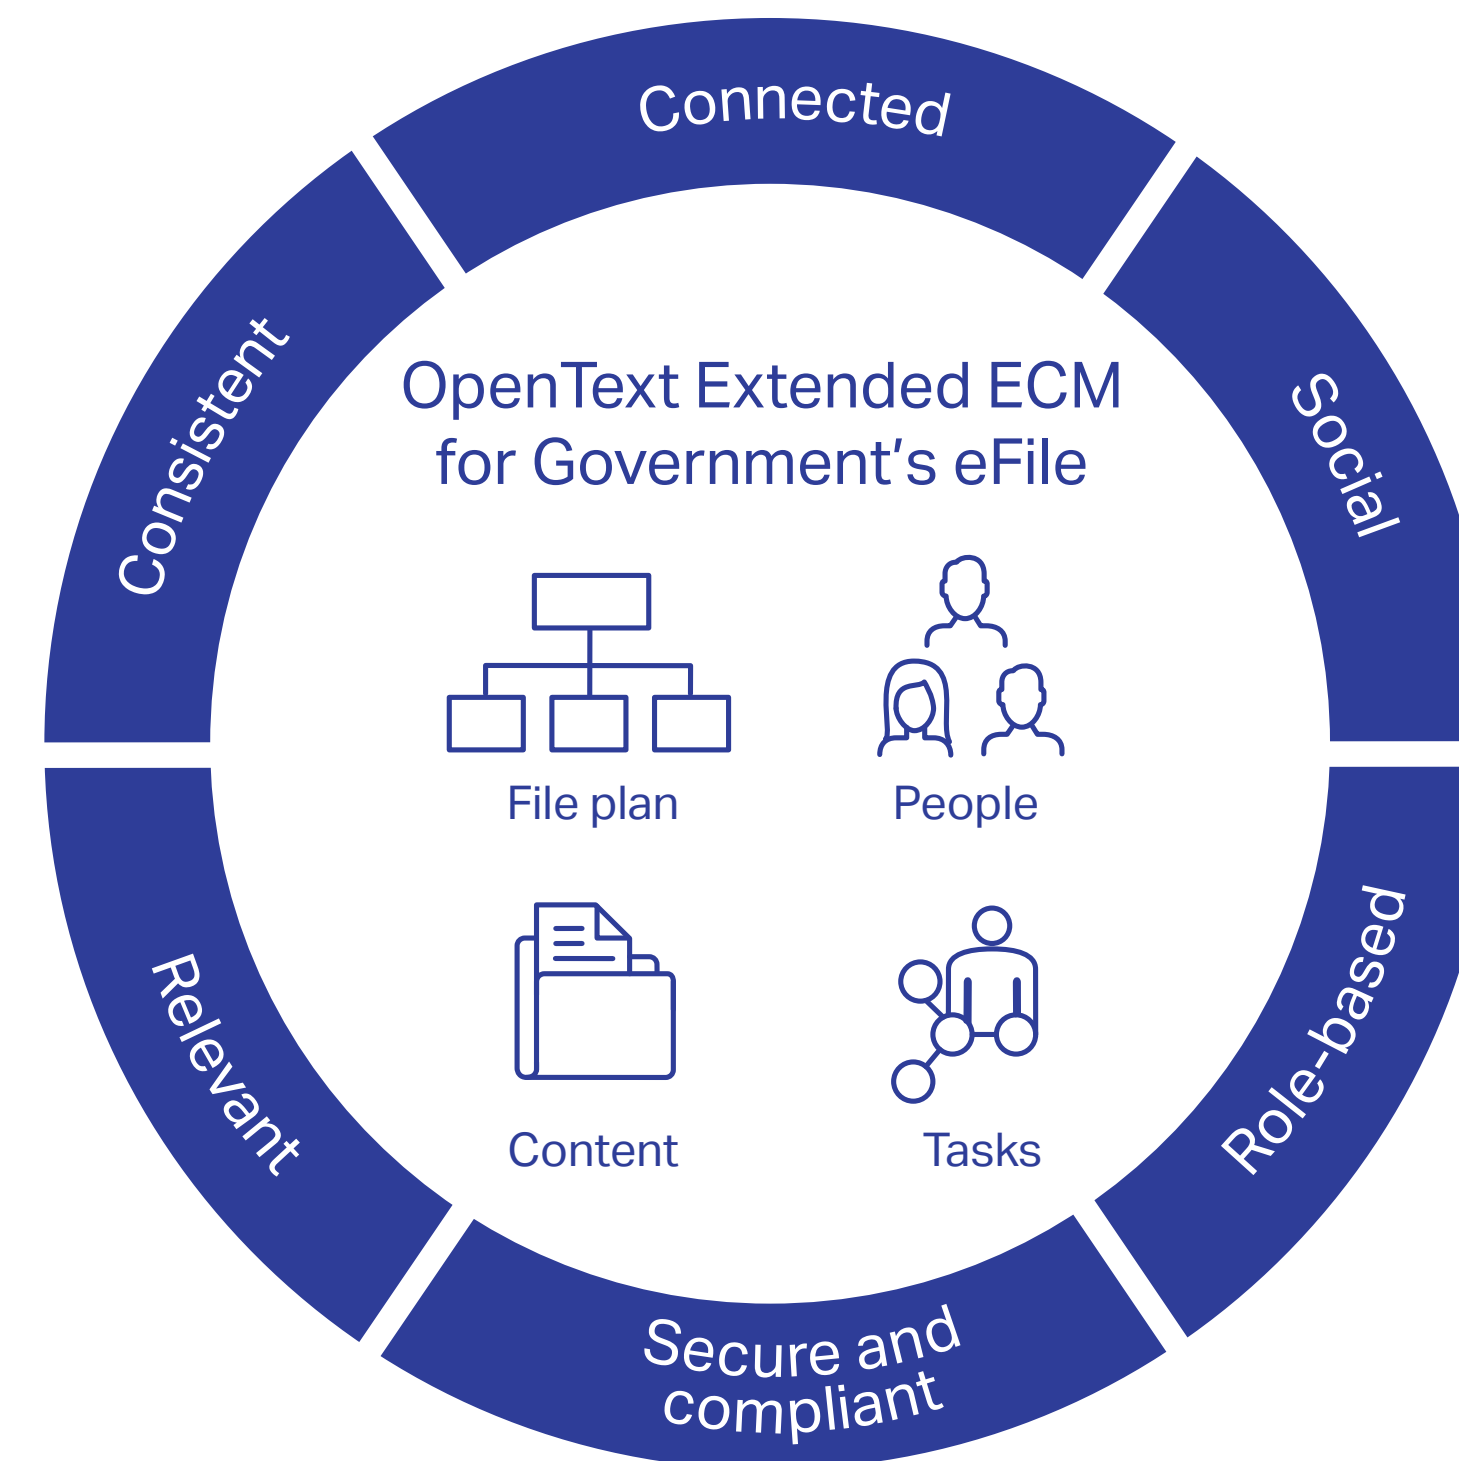 Connected
Social
Role-based
Secure and
compliant
Relevant
Consistent
OpenText Extended ECM
for Government's eFile
File plan
People
Content
Tasks